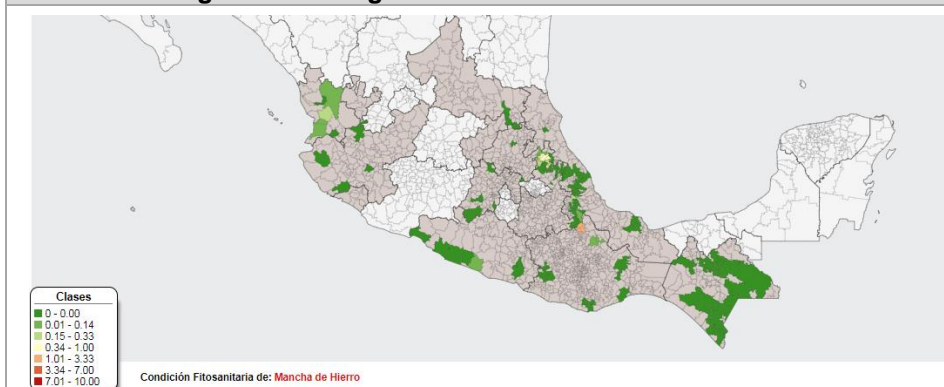 Clases
0 - 0.00
0.01 - 0.14
0.15 - 0.33
0.34 - 1.00
1.01 - 3.33
3.34 - 7.00
7.01 - 10.00
Condición Fitosanitaria de: Mancha de Hierro